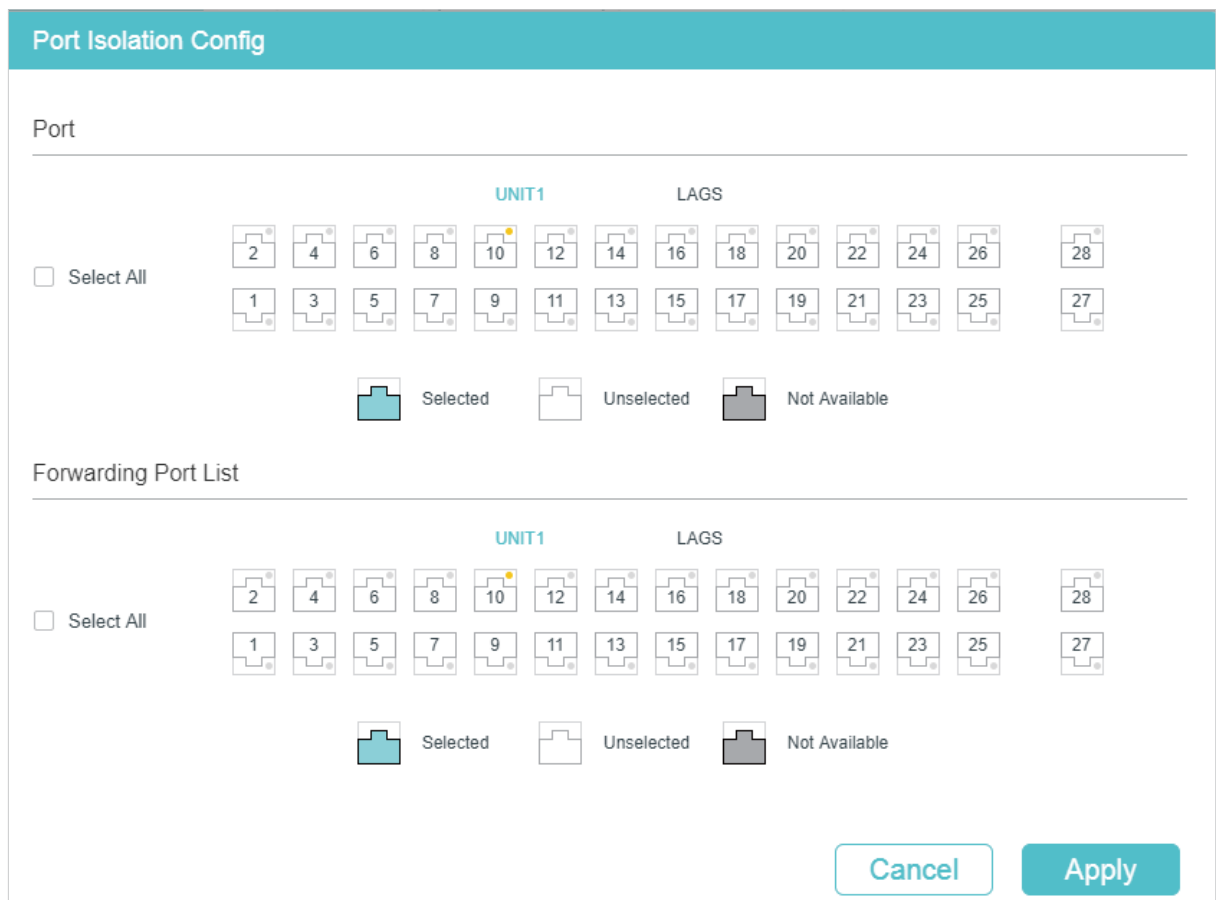 Port Isolation Config
Port
UNIT1 LAGS
2 4 6 8 10 12 14 16 18 20 22 24 26 28
Select All
1 3 5 7 9 11 13 15 17 19 21 23 25 27
Selected Unselected Not Available
Forwarding Port List
UNIT1 LAGS
2 4 6 8 10 12 14 16 18 20 22 24 26 28
Select All
1 3 5 7 9 11 13 15 17 19 21 23 25 27
Selected Unselected Not Available
Cancel Apply